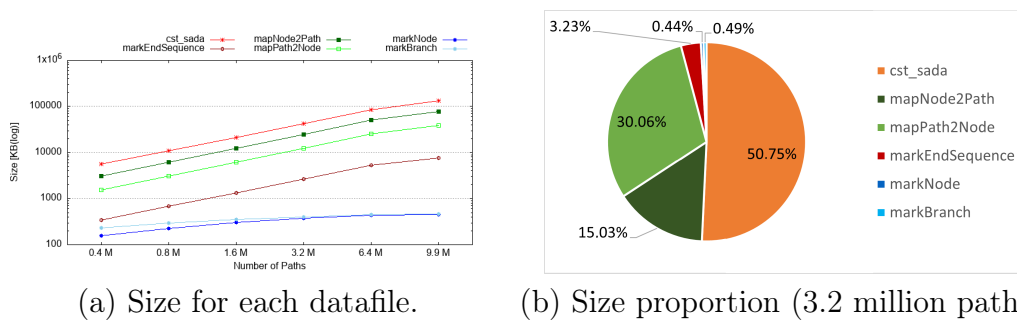 cst_sada mapNode2Path markNode
markEndSequence mapPath2Node markBranch
1x10^6
100000
10000
1000
100
Size [KB(log)]
0.4 M 0.8 M 1.6 M 3.2 M 6.4 M 9.9 M
Number of Paths
(a) Size for each datafile.
3.23% 0.44% 0.49%
30.06%
50.75%
15.03%
cst_sada
mapNode2Path
mapPath2Node
markEndSequence
markNode
markBranch
(b) Size proportion (3.2 million path